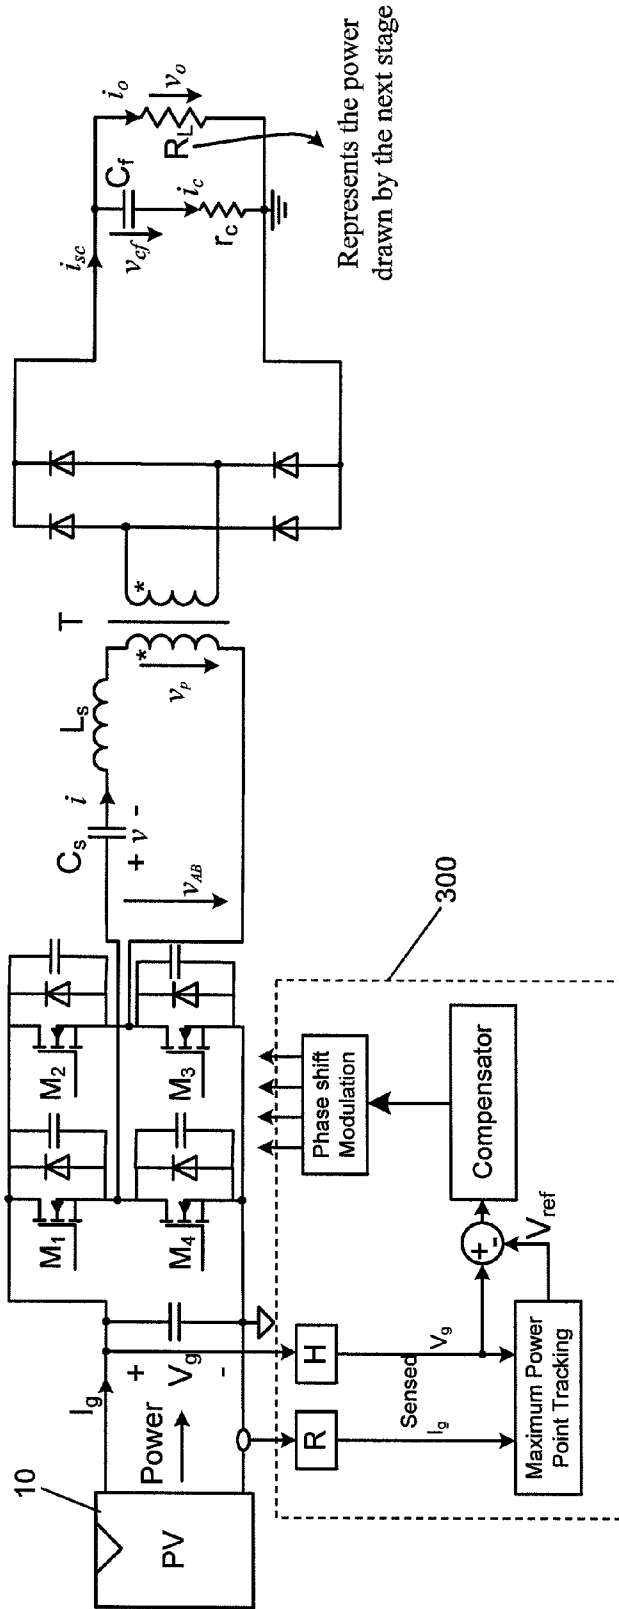 10
PV
I_g
Power
+
V_g
-
M_1
M_2
M_4
M_3
C_s
i
L_s
+ v -
v_AB
T
*
*
v_p
i_sc
C_f
v_cf
i_c
r_c
i_o
R_L
v_o
Represents the power
drawn by the next stage
300
R
H
Sensed
I_g
V_g
Maximum Power
Point Tracking
V_ref
+
-
Compensator
Phase shift
Modulation